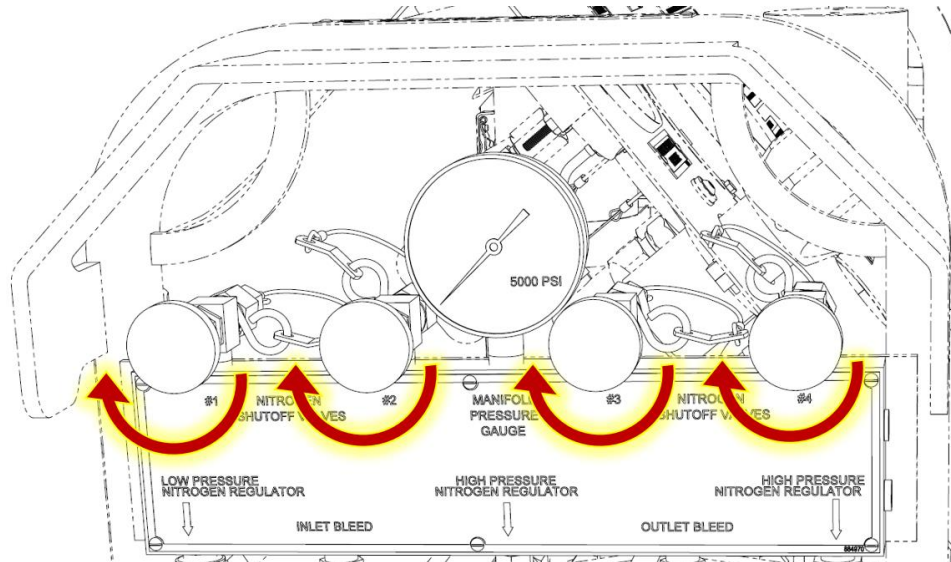 5000 PSI
#1
NITROGEN
SHUTOFF VALVES
#2
MANIFOLD
PRESSURE
GAUGE
#3
NITROGEN
SHUTOFF VALVES
#4
LOW PRESSURE
NITROGEN REGULATOR
HIGH PRESSURE
NITROGEN REGULATOR
HIGH PRESSURE
NITROGEN REGULATOR
INLET BLEED
OUTLET BLEED
884970